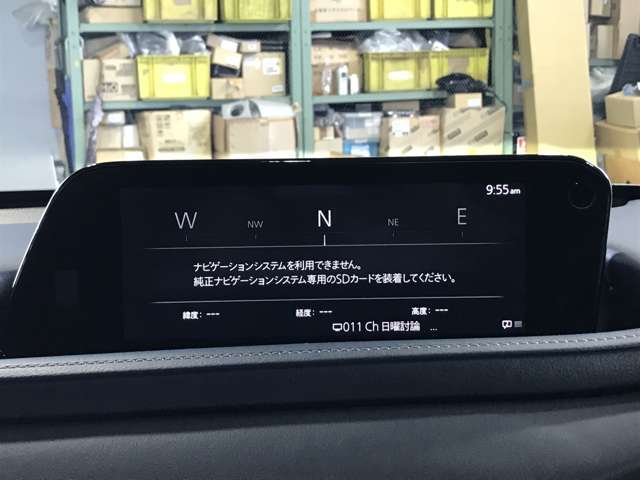 9:55am
W NW N NE E
ナビゲーションシステムを利用できません。
純正ナビゲーションシステム専用のSDカードを装着してください。
緯度: --- 経度: --- 高度: ---
011 Ch 日曜討論 ...